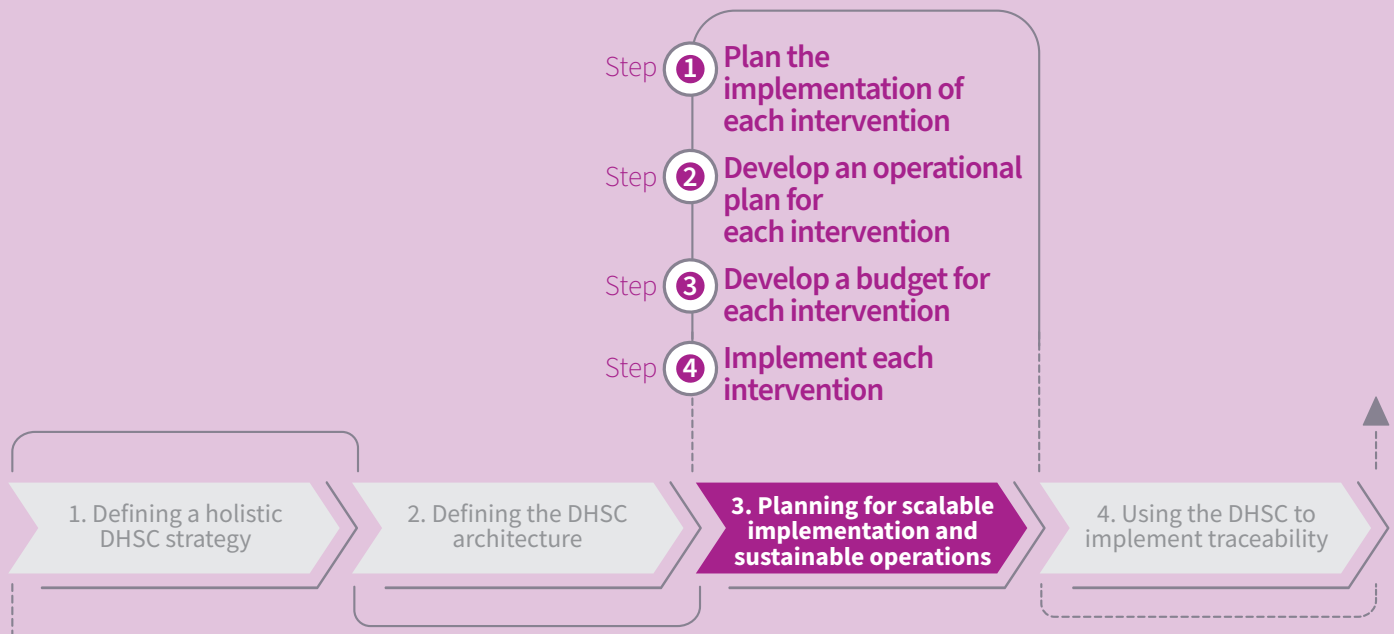 Step 1 Plan the
implementation of
each intervention
Step 2 Develop an operational
plan for
each intervention
Step 3 Develop a budget for
each intervention
Step 4 Implement each
intervention
1. Defining a holistic
DHSC strategy
2. Defining the DHSC
architecture
3. Planning for scalable
implementation and
sustainable operations
4. Using the DHSC to
implement traceability